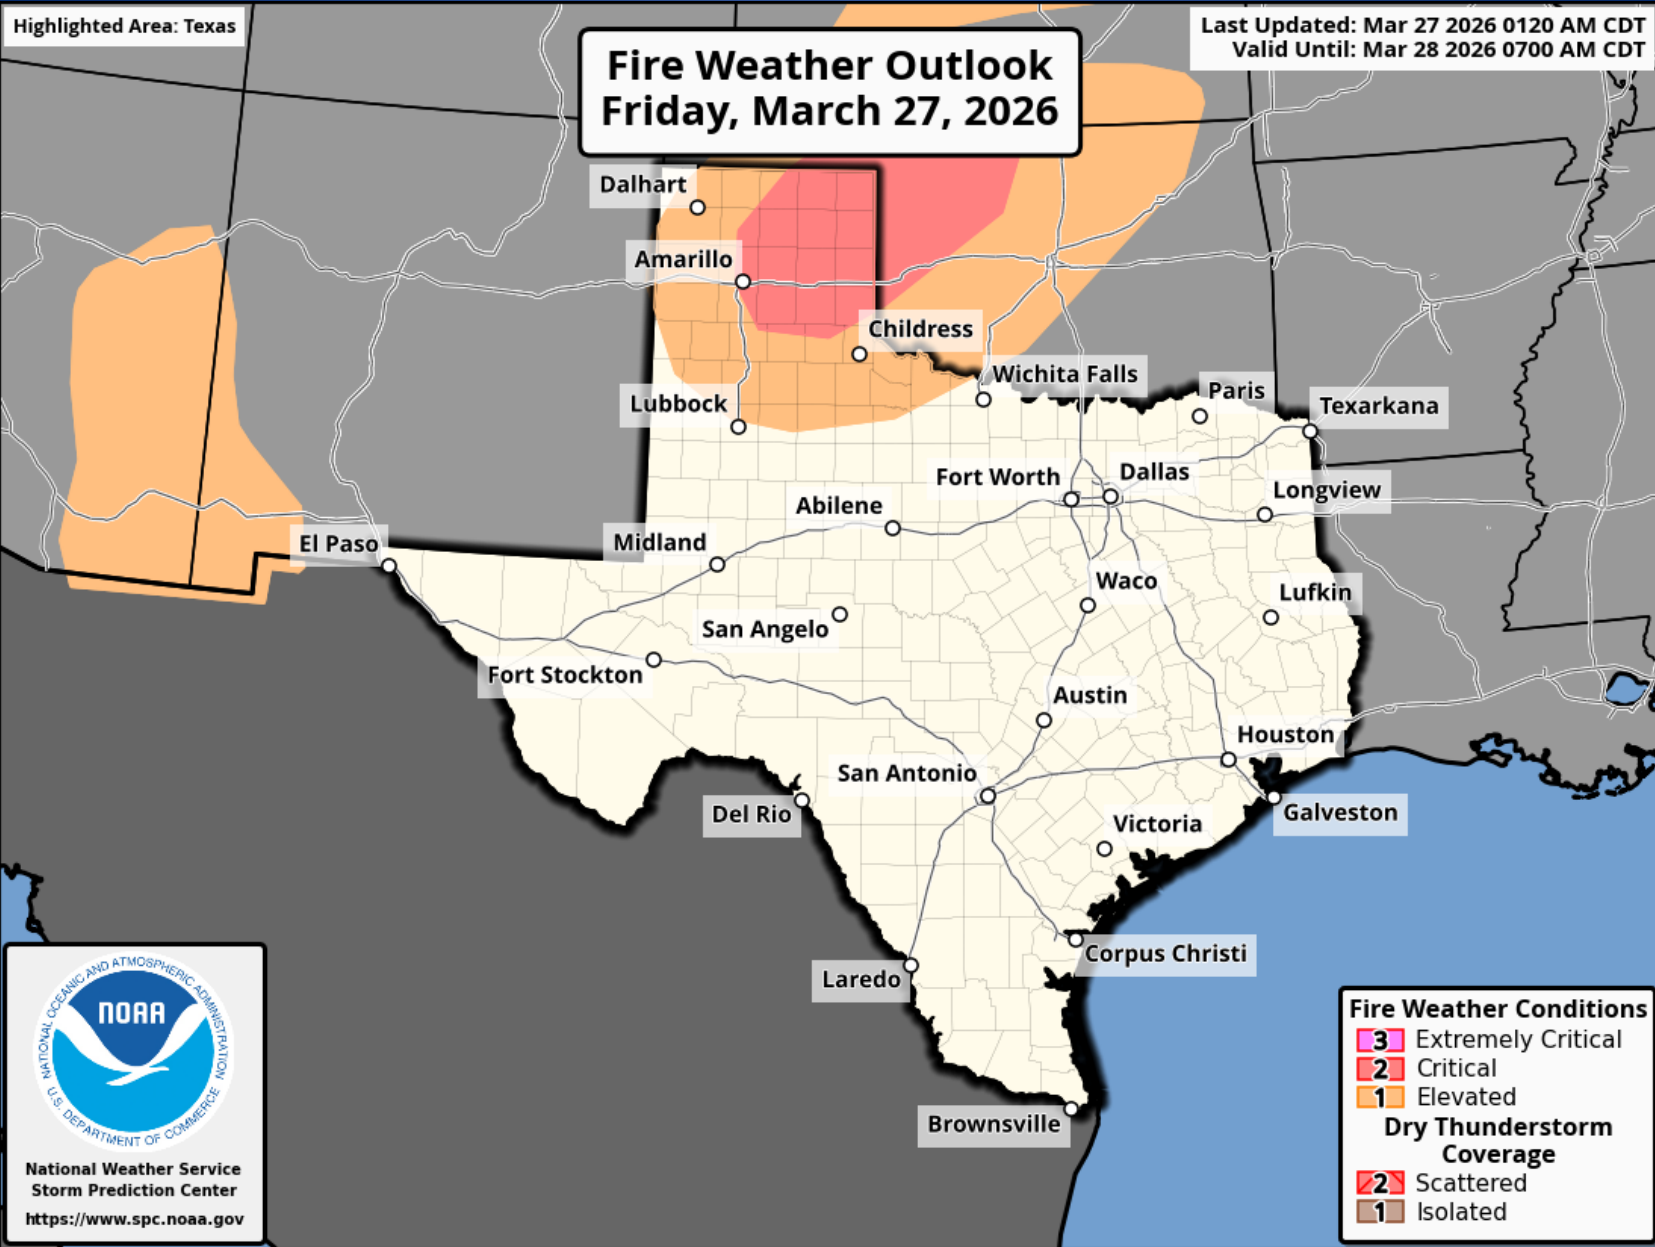 Highlighted Area: Texas
Fire Weather Outlook
Friday, March 27, 2026
Last Updated: Mar 27 2026 0120 AM CDT
Valid Until: Mar 28 2026 0700 AM CDT
Dalhart
Amarillo
Childress
Wichita Falls
Paris
Texarkana
Lubbock
Fort Worth
Dallas
Longview
Abilene
El Paso
Midland
Waco
Lufkin
San Angelo
Fort Stockton
Austin
Houston
San Antonio
Del Rio
Galveston
Victoria
Corpus Christi
Laredo
Brownsville
NATIONAL OCEANIC AND ATMOSPHERIC ADMINISTRATION
NOAA
U.S. DEPARTMENT OF COMMERCE
National Weather Service
Storm Prediction Center
https://www.spc.noaa.gov
Fire Weather Conditions
3 Extremely Critical
2 Critical
1 Elevated
Dry Thunderstorm
Coverage
2 Scattered
1 Isolated